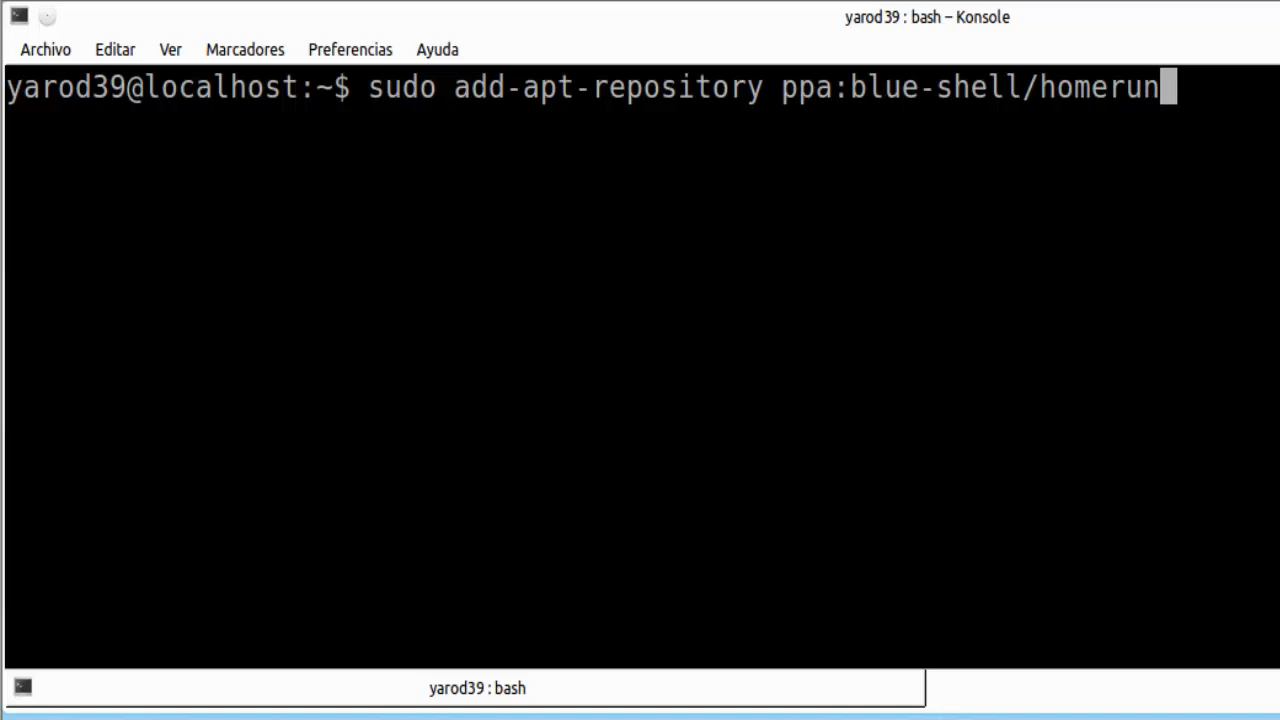 yarod39 : bash – Konsole
Archivo Editar Ver Marcadores Preferencias Ayuda
yarod39@localhost:~$ sudo add-apt-repository ppa:blue-shell/homerun
yarod39 : bash